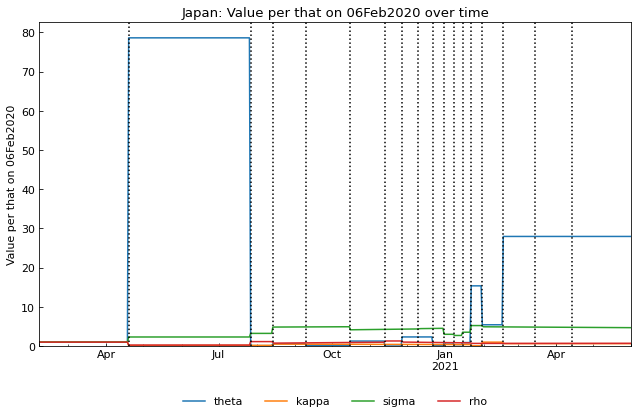 Japan: Value per that on 06Feb2020 over time
Value per that on 06Feb2020
80
70
60
50
40
30
20
10
0
Apr Jul Oct Jan Apr
2021
theta kappa sigma rho